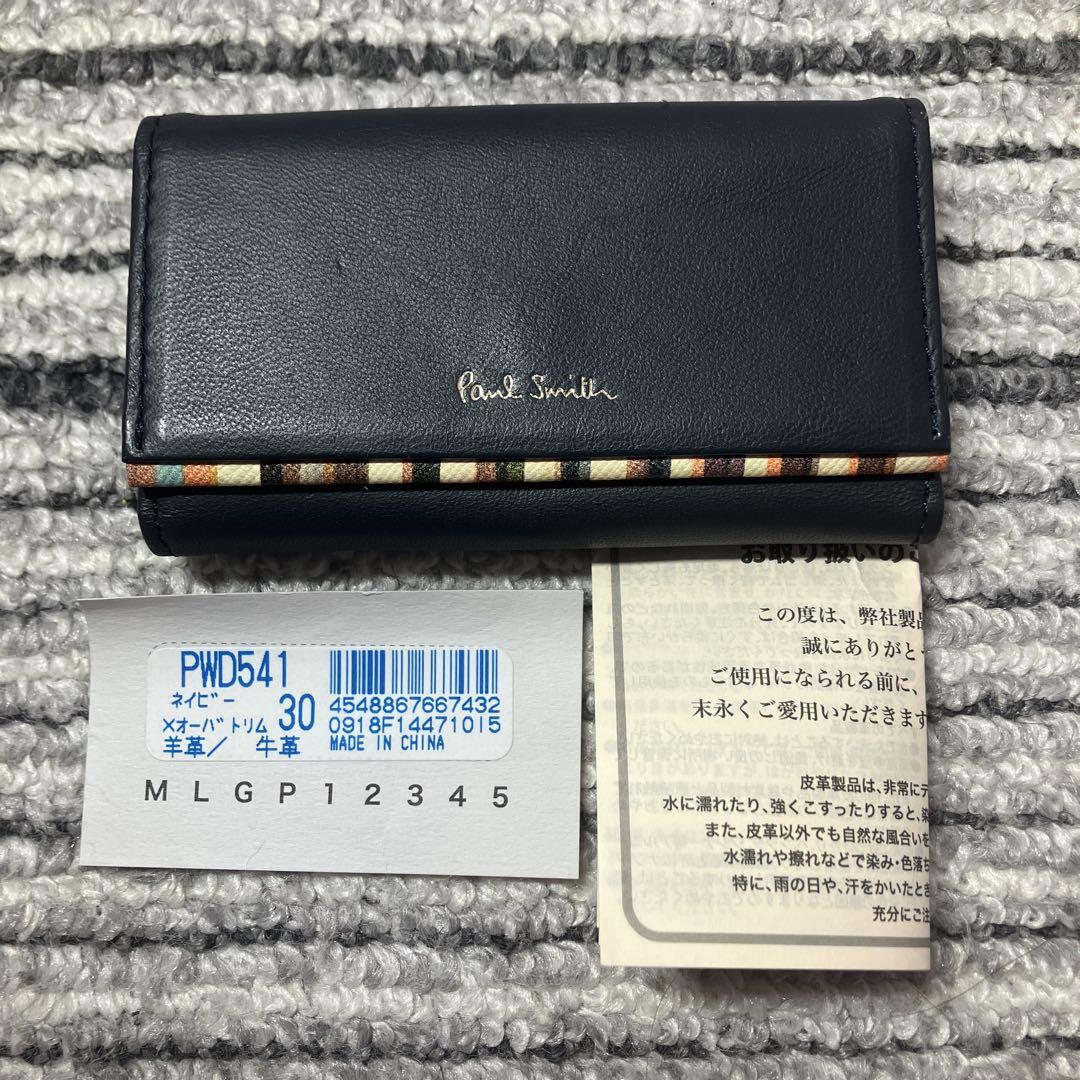 Paul Smith
PWD541
ネイビー
×オーバトリム 30
羊革/ 牛革
4548867667432
0918F14471015
MADE IN CHINA
M L G P 1 2 3 4 5
お取り扱いのご
この度は、弊社製品
誠にありがと
ご使用になられる前に、
末永くご愛用いただきます
皮革製品は、非常にデ
水に濡れたり、強くこすったりすると、染
また、皮革以外でも自然な風合いを
水濡れや擦れなどで染み・色落ち
特に、雨の日や、汗をかいたとき
充分にご注